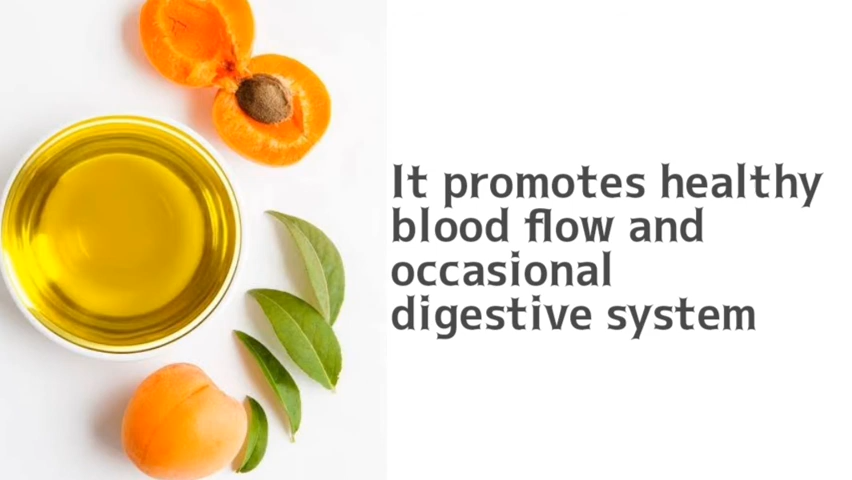 It promotes healthy
blood flow and
occasional
digestive system